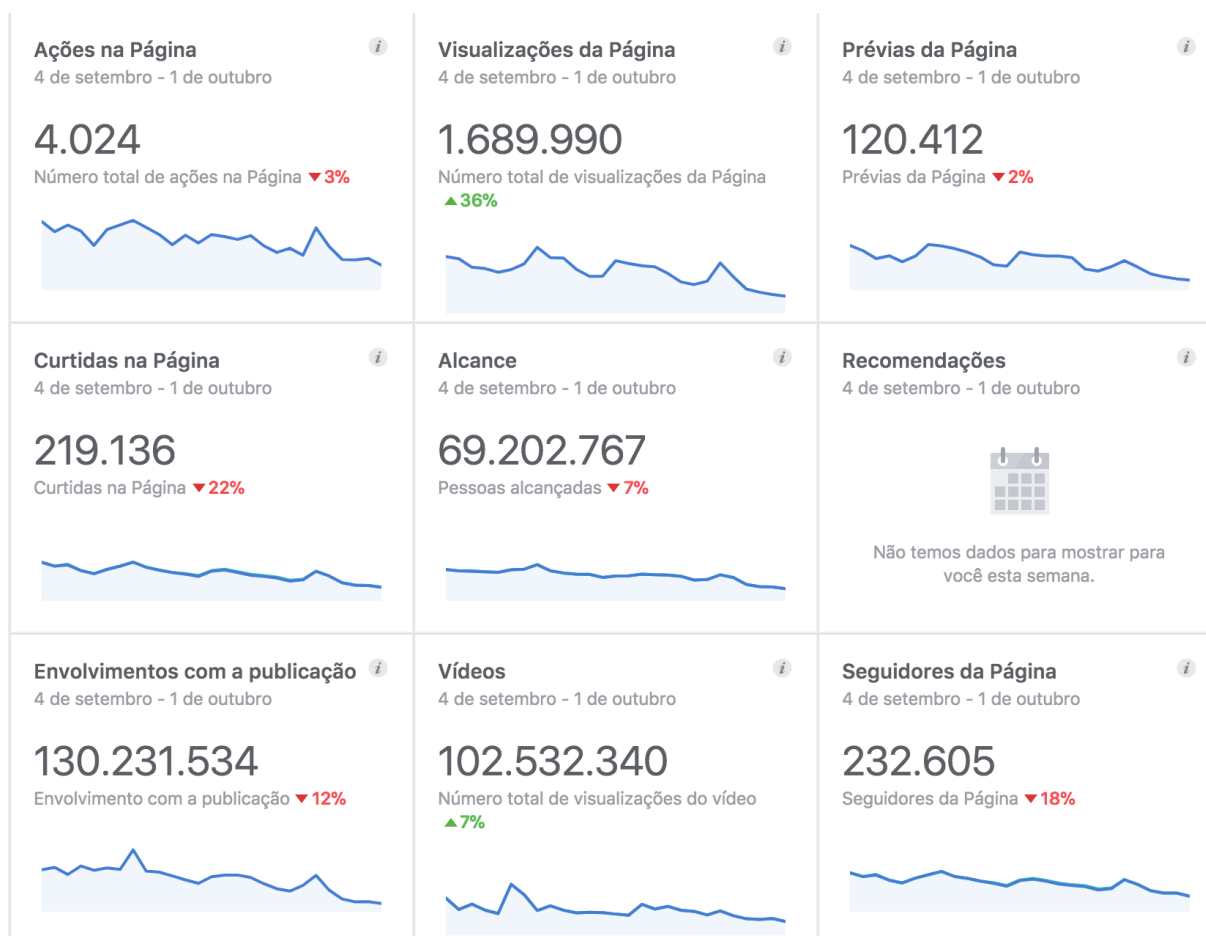 Ações na Página
4 de setembro - 1 de outubro
4.024
Número total de ações na Página ▼3%
Visualizações da Página
4 de setembro - 1 de outubro
1.689.990
Número total de visualizações da Página
▲36%
Prévias da Página
4 de setembro - 1 de outubro
120.412
Prévias da Página ▼2%
Curtidas na Página
4 de setembro - 1 de outubro
219.136
Curtidas na Página ▼22%
Alcance
4 de setembro - 1 de outubro
69.202.767
Pessoas alcançadas ▼7%
Recomendações
4 de setembro - 1 de outubro
Não temos dados para mostrar para
você esta semana.
Envolvimentos com a publicação
4 de setembro - 1 de outubro
130.231.534
Envolvimento com a publicação ▼12%
Vídeos
4 de setembro - 1 de outubro
102.532.340
Número total de visualizações do vídeo
▲7%
Seguidores da Página
4 de setembro - 1 de outubro
232.605
Seguidores da Página ▼18%